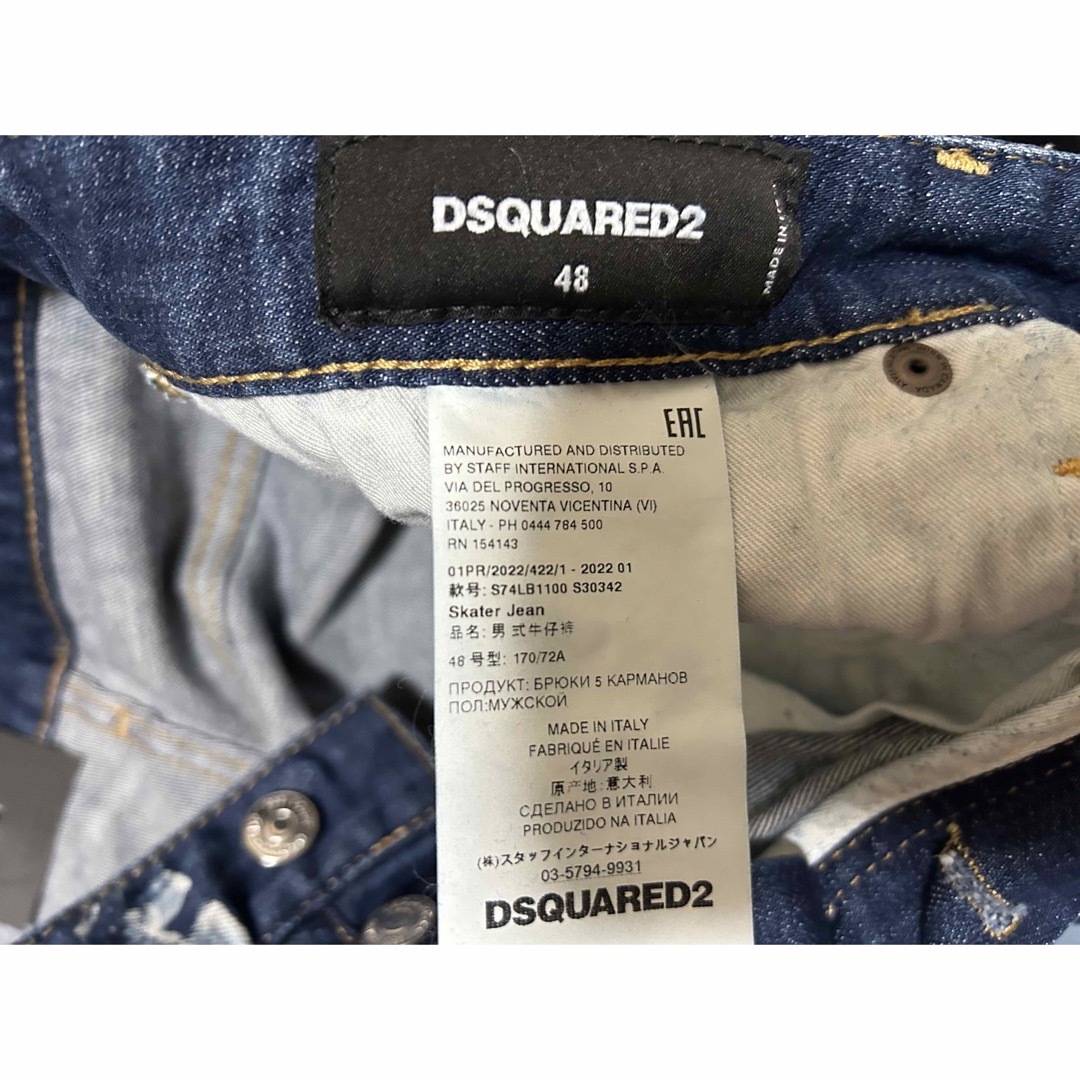 DSQUARED2
48
MADE IN
EAC
MANUFACTURED AND DISTRIBUTED
BY STAFF INTERNATIONAL S.P.A.
VIA DEL PROGRESSO, 10
36025 NOVENTA VICENTINA (VI)
ITALY - PH 0444 784 500
RN 154143
01PR/2022/422/1 - 2022 01
款号: S74LB1100 S30342
Skater Jean
品名: 男式牛仔裤
48 号型: 170/72A
ПРОДУКТ: БРЮКИ 5 КАРМАНОВ
ПОЛ:МУЖСКОЙ
MADE IN ITALY
FABRIQUÉ EN ITALIE
イタリア製
原产地:意大利
СДЕЛАНО В ИТАЛИИ
PRODUZIDO NA ITALIA
(株)スタッフインターナショナルジャパン
03-5794-9931
DSQUARED2